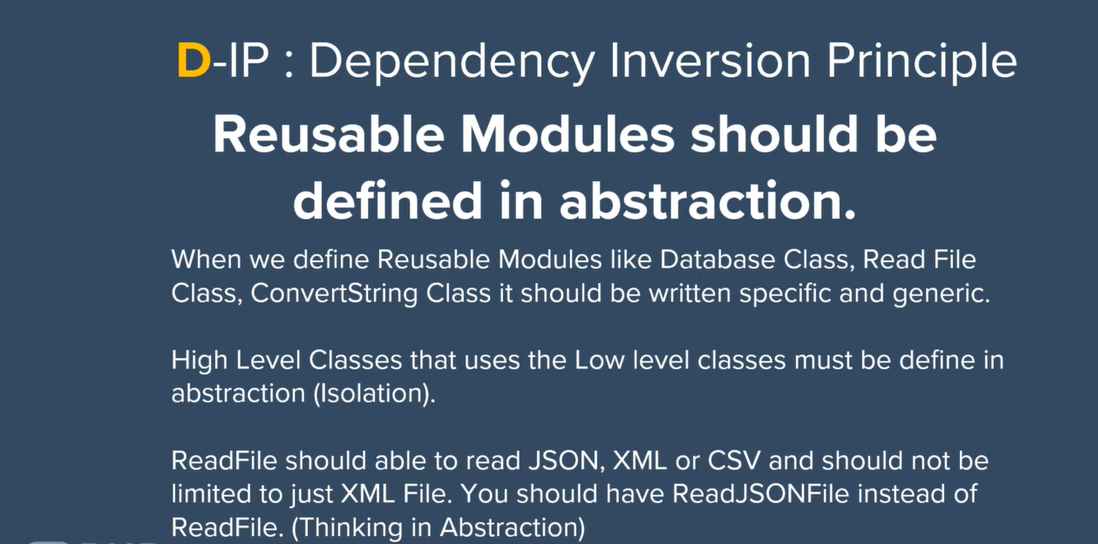 D-IP : Dependency Inversion Principle
Reusable Modules should be
defined in abstraction.
When we define Reusable Modules like Database Class, Read File
Class, ConvertString Class it should be written specific and generic.
High Level Classes that uses the Low level classes must be define in
abstraction (Isolation).
ReadFile should able to read JSON, XML or CSV and should not be
limited to just XML File. You should have ReadJSONFile instead of
ReadFile. (Thinking in Abstraction)